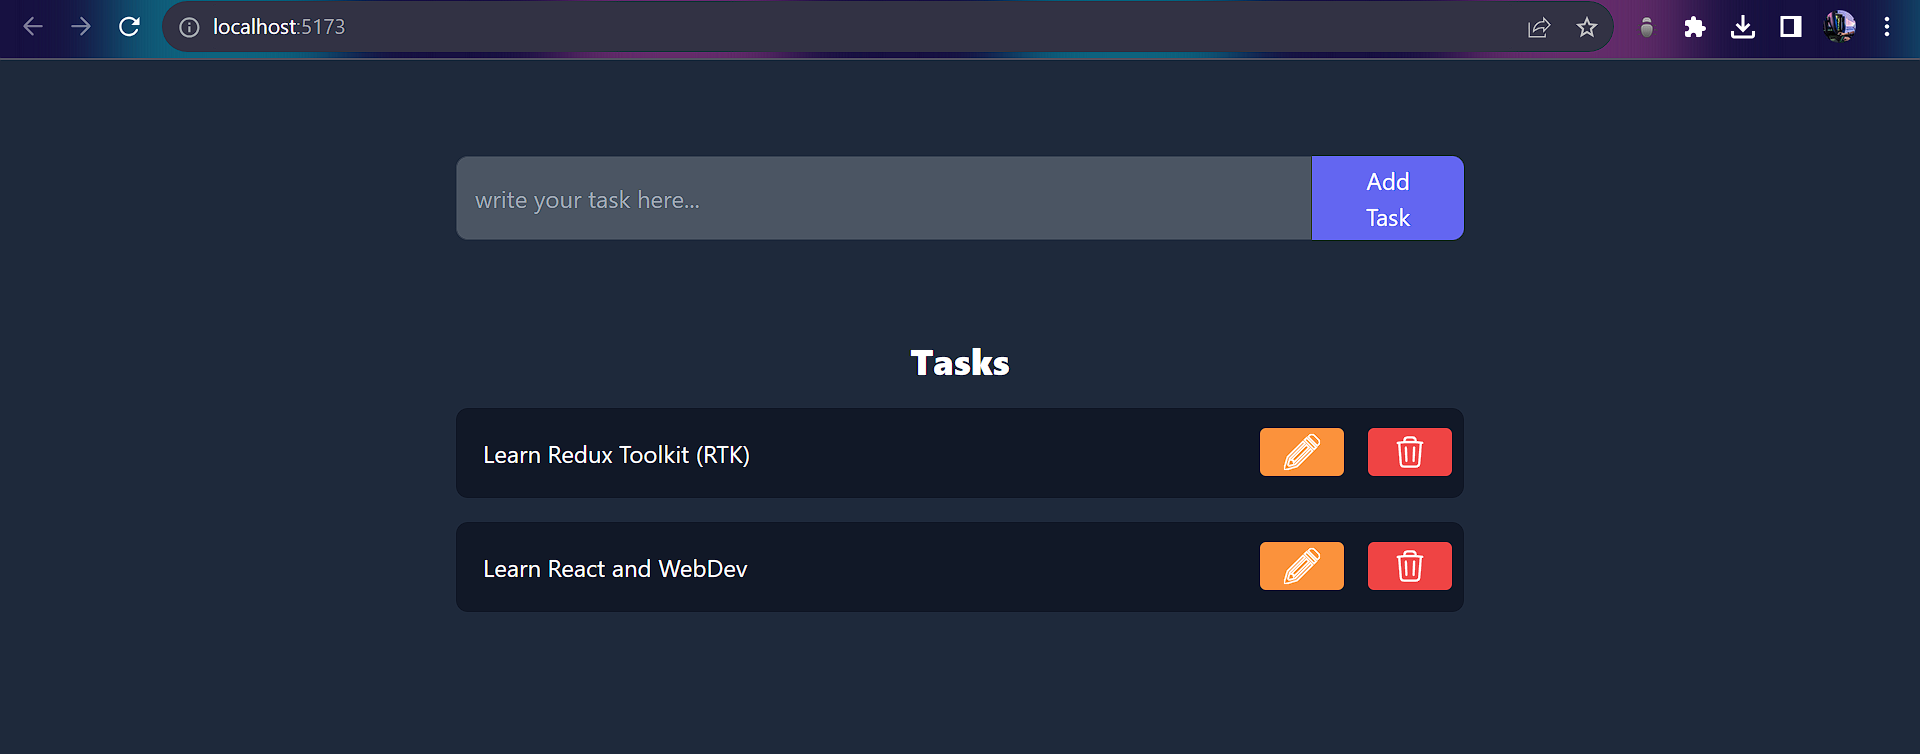 localhost:5173
write your task here...
Add
Task
Tasks
Learn Redux Toolkit (RTK)
Learn React and WebDev